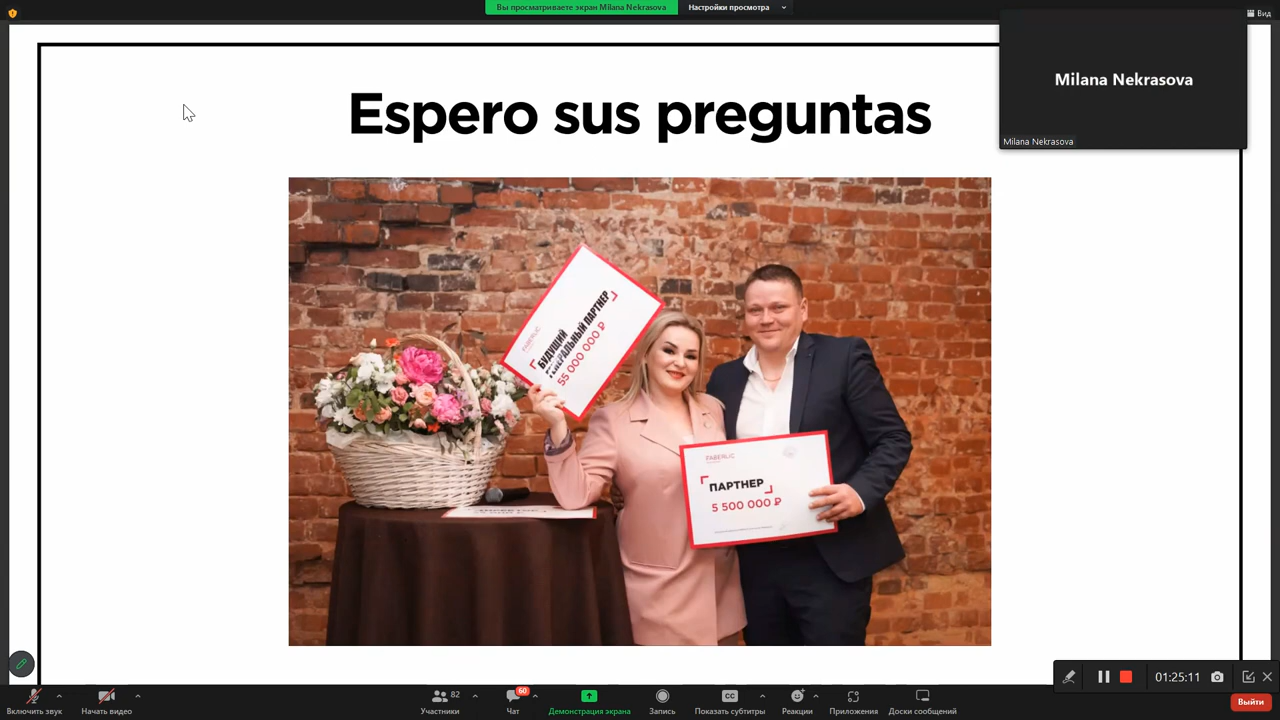 Вы просматриваете экран Milana Nekrasova
Настройки просмотра
Вид
Milana Nekrasova
Milana Nekrasova
Espero sus preguntas
FABERLIC
БУДУЩИЙ
ГЕНЕРАЛЬНЫЙ ПАРТНЕР
55 000 000 ₽
FABERLIC
ПАРТНЕР
5 500 000 ₽
01:25:11
82
60
CC
Включить звук
Начать видео
Участники
Чат
Демонстрация экрана
Запись
Показать субтитры
Реакции
Приложения
Доски сообщений
Выйти